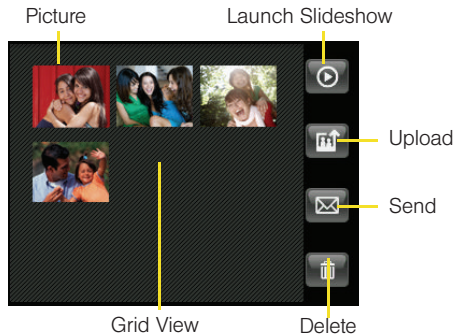 Picture
Launch Slideshow
Upload
Send
Grid View
Delete